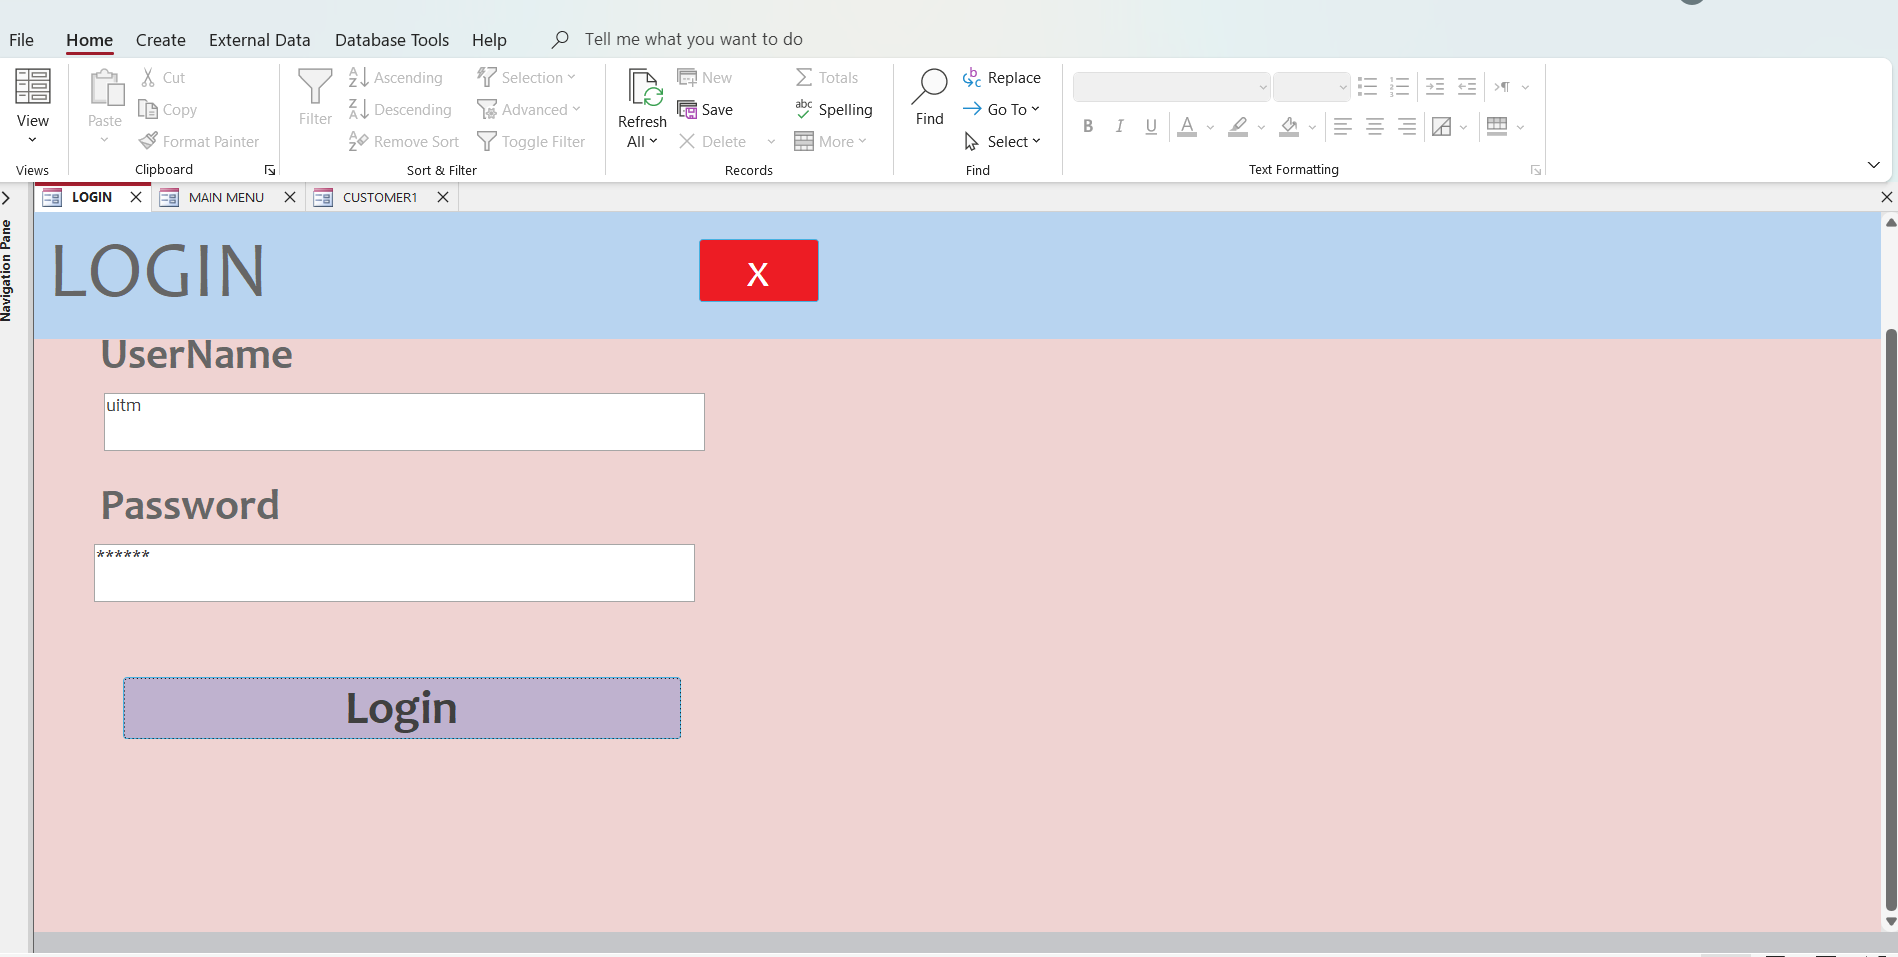 File Home Create External Data Database Tools Help Tell me what you want to do
View
Views
Paste
Cut
Copy
Format Painter
Clipboard
Filter
Ascending
Descending
Remove Sort
Selection
Advanced
Toggle Filter
Sort & Filter
Refresh
All
New
Save
Delete
Totals
Spelling
More
Records
Find
Replace
Go To
Select
Find
B I U A
Text Formatting
Navigation Pane
LOGIN MAIN MENU CUSTOMER1
LOGIN
X
UserName
uitm
Password
******
Login